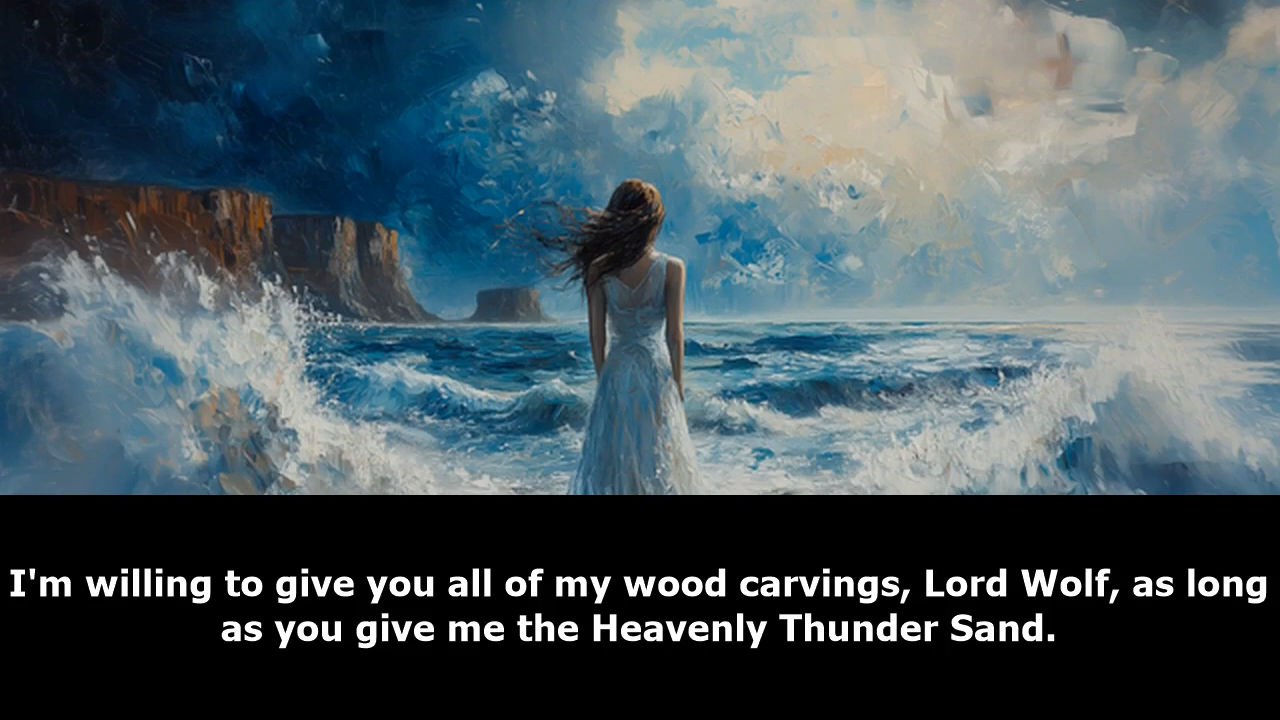 I'm willing to give you all of my wood carvings, Lord Wolf, as long
as you give me the Heavenly Thunder Sand.